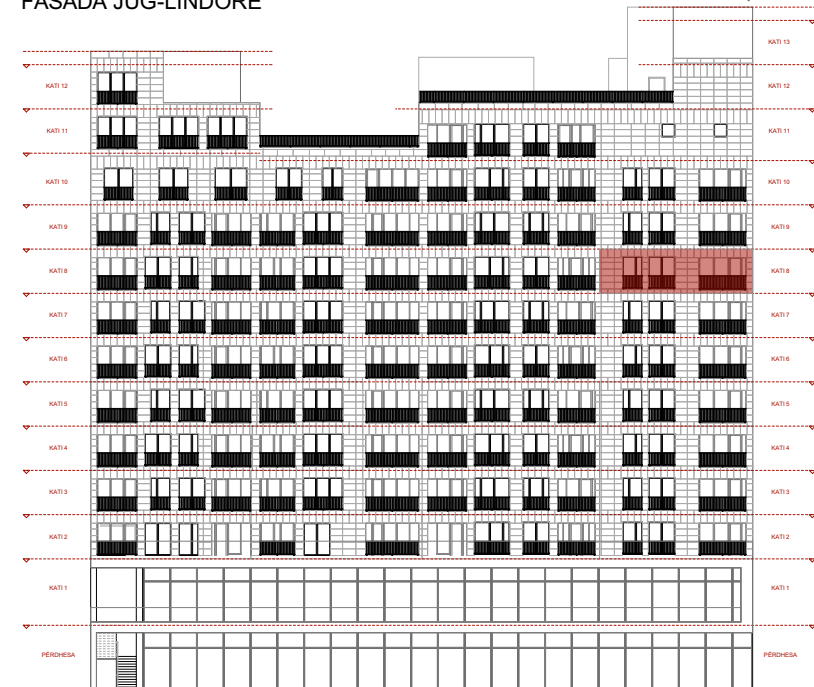 FASADA JUG-LINDORE
KATI 13
KATI 12
KATI 12
KATI 11
KATI 11
KATI 10
KATI 10
KATI 9
KATI 9
KATI 8
KATI 8
KATI 7
KATI 7
KATI 6
KATI 6
KATI 5
KATI 5
KATI 4
KATI 4
KATI 3
KATI 3
KATI 2
KATI 2
KATI 1
KATI 1
PËRDHESA
PËRDHESA